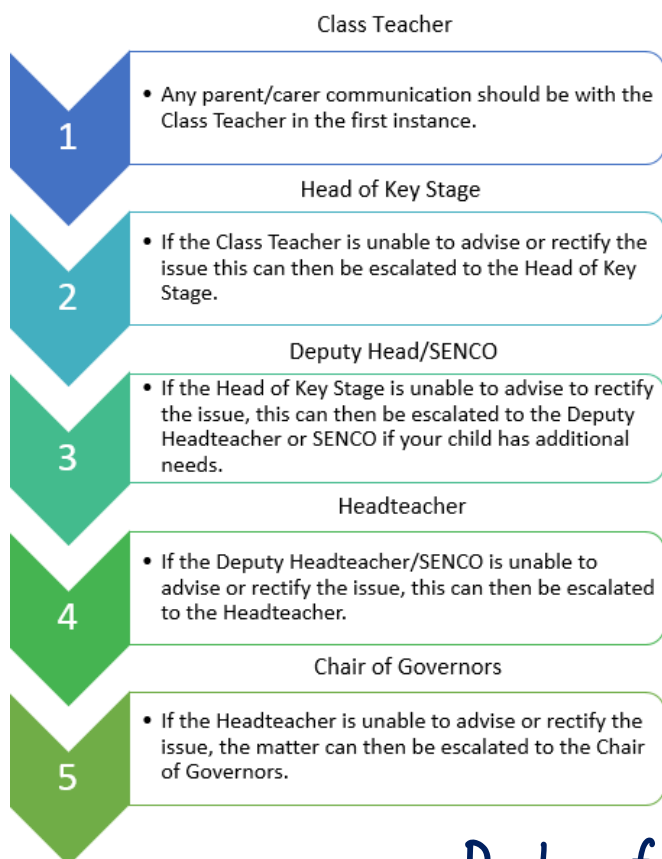 Class Teacher
1
• Any parent/carer communication should be with the
Class Teacher in the first instance.
Head of Key Stage
2
• If the Class Teacher is unable to advise or rectify the
issue this can then be escalated to the Head of Key
Stage.
Deputy Head/SENCO
3
• If the Head of Key Stage is unable to advise to rectify
the issue, this can then be escalated to the Deputy
Headteacher or SENCO if your child has additional
needs.
Headteacher
4
• If the Deputy Headteacher/SENCO is unable to
advise or rectify the issue, this can then be escalated
to the Headteacher.
Chair of Governors
5
• If the Headteacher is unable to advise or rectify the
issue, the matter can then be escalated to the Chair
of Governors.